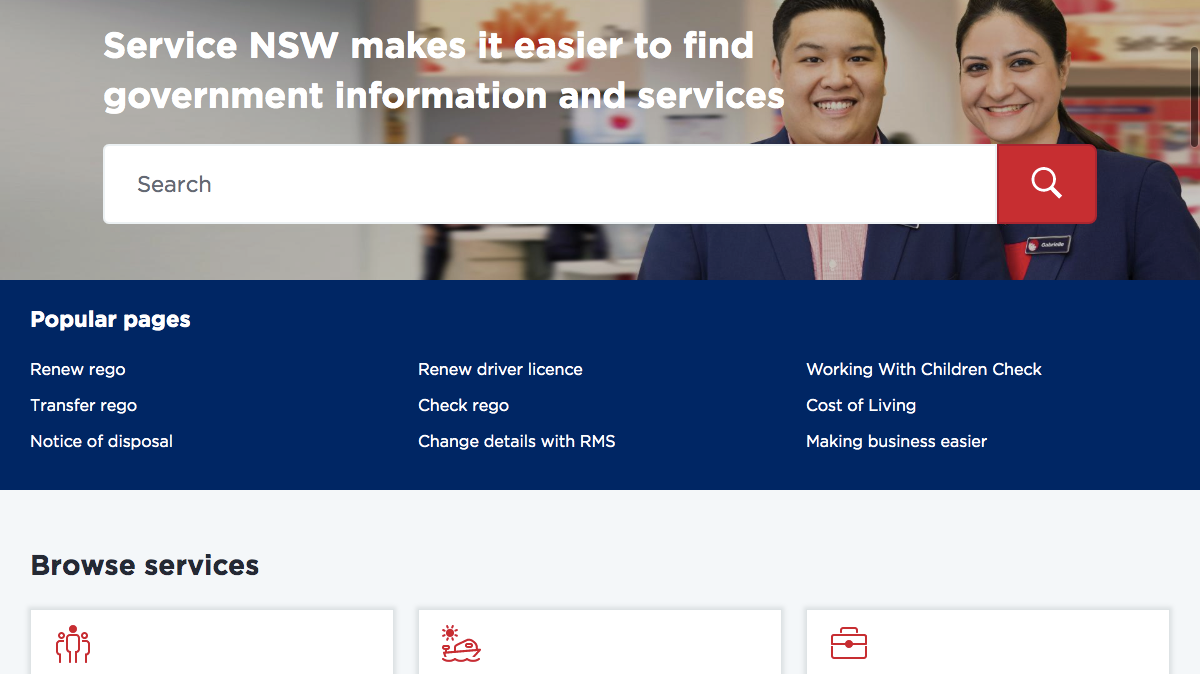 Service NSW makes it easier to find
government information and services
Search
Gabrielle
Popular pages
Renew rego
Renew driver licence
Working With Children Check
Transfer rego
Check rego
Cost of Living
Notice of disposal
Change details with RMS
Making business easier
Browse services